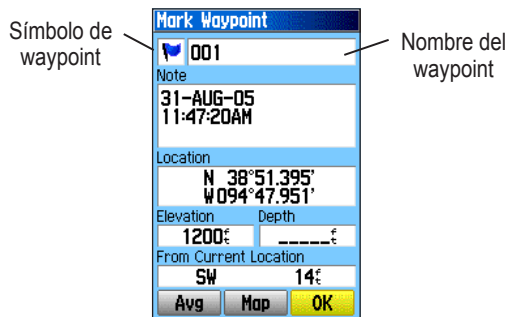 Mark Waypoint
Símbolo de
waypoint
001
Nombre del
waypoint
Note
31-AUG-05
11:47:20AM
Location
N 38°51.395'
W094°47.951'
Elevation Depth
1200ft _____ft
From Current Location
SW 14ft
Avg Map OK